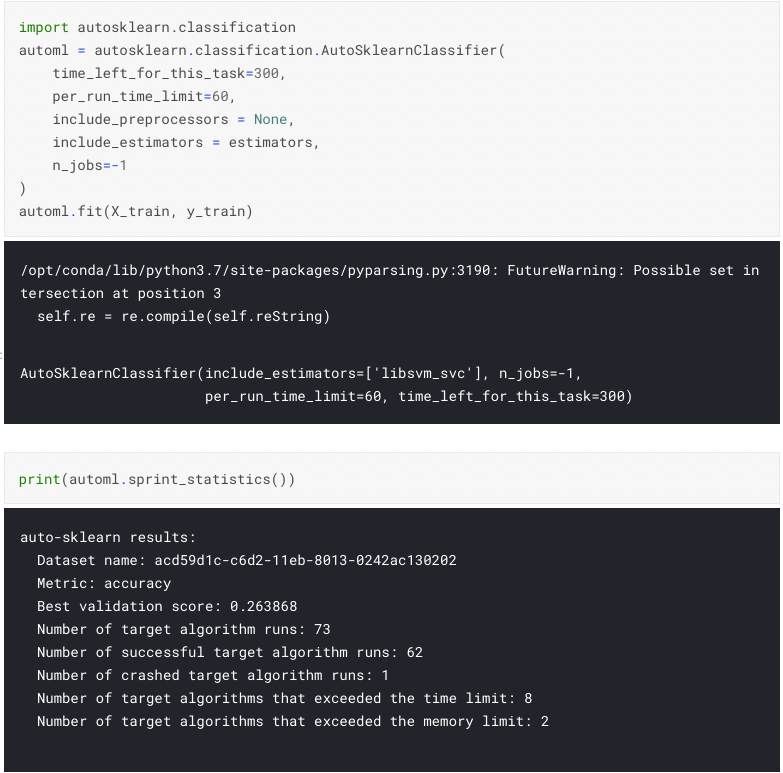 import autosklearn.classification
automl = autosklearn.classification.AutoSklearnClassifier(
    time_left_for_this_task=300,
    per_run_time_limit=60,
    include_preprocessors = None,
    include_estimators = estimators,
    n_jobs=-1
)
automl.fit(X_train, y_train)
/opt/conda/lib/python3.7/site-packages/pyparsing.py:3190: FutureWarning: Possible set in
tersection at position 3
  self.re = re.compile(self.reString)
AutoSklearnClassifier(include_estimators=['libsvm_svc'], n_jobs=-1,
                      per_run_time_limit=60, time_left_for_this_task=300)
print(automl.sprint_statistics())
auto-sklearn results:
  Dataset name: acd59d1c-c6d2-11eb-8013-0242ac130202
  Metric: accuracy
  Best validation score: 0.263868
  Number of target algorithm runs: 73
  Number of successful target algorithm runs: 62
  Number of crashed target algorithm runs: 1
  Number of target algorithms that exceeded the time limit: 8
  Number of target algorithms that exceeded the memory limit: 2